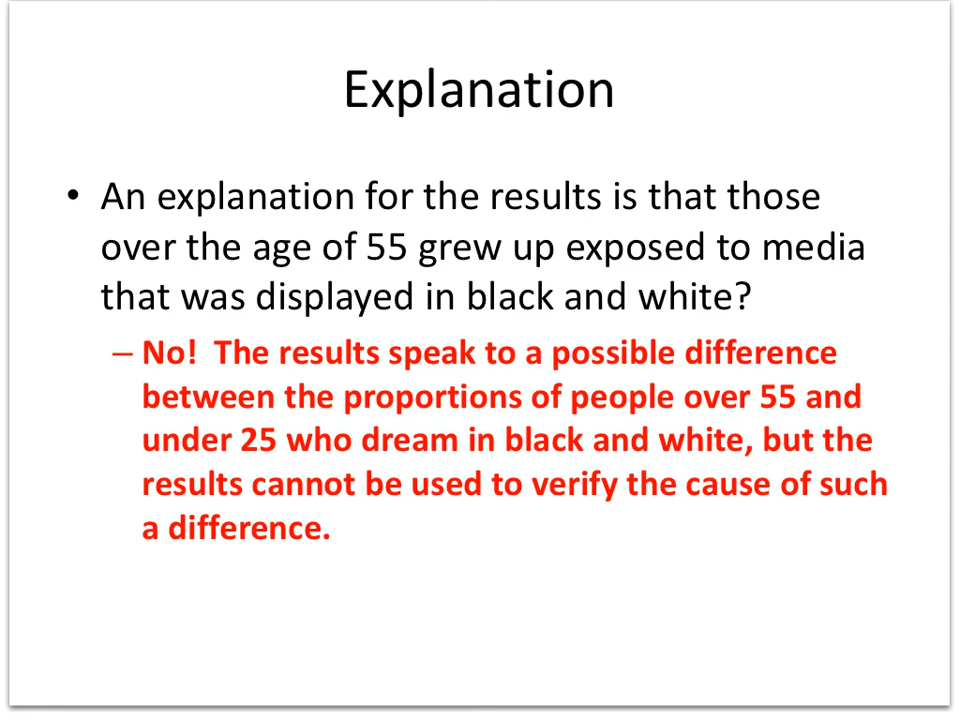 Explanation
• An explanation for the results is that those
over the age of 55 grew up exposed to media
that was displayed in black and white?
– No!  The results speak to a possible difference
between the proportions of people over 55 and
under 25 who dream in black and white, but the
results cannot be used to verify the cause of such
a difference.